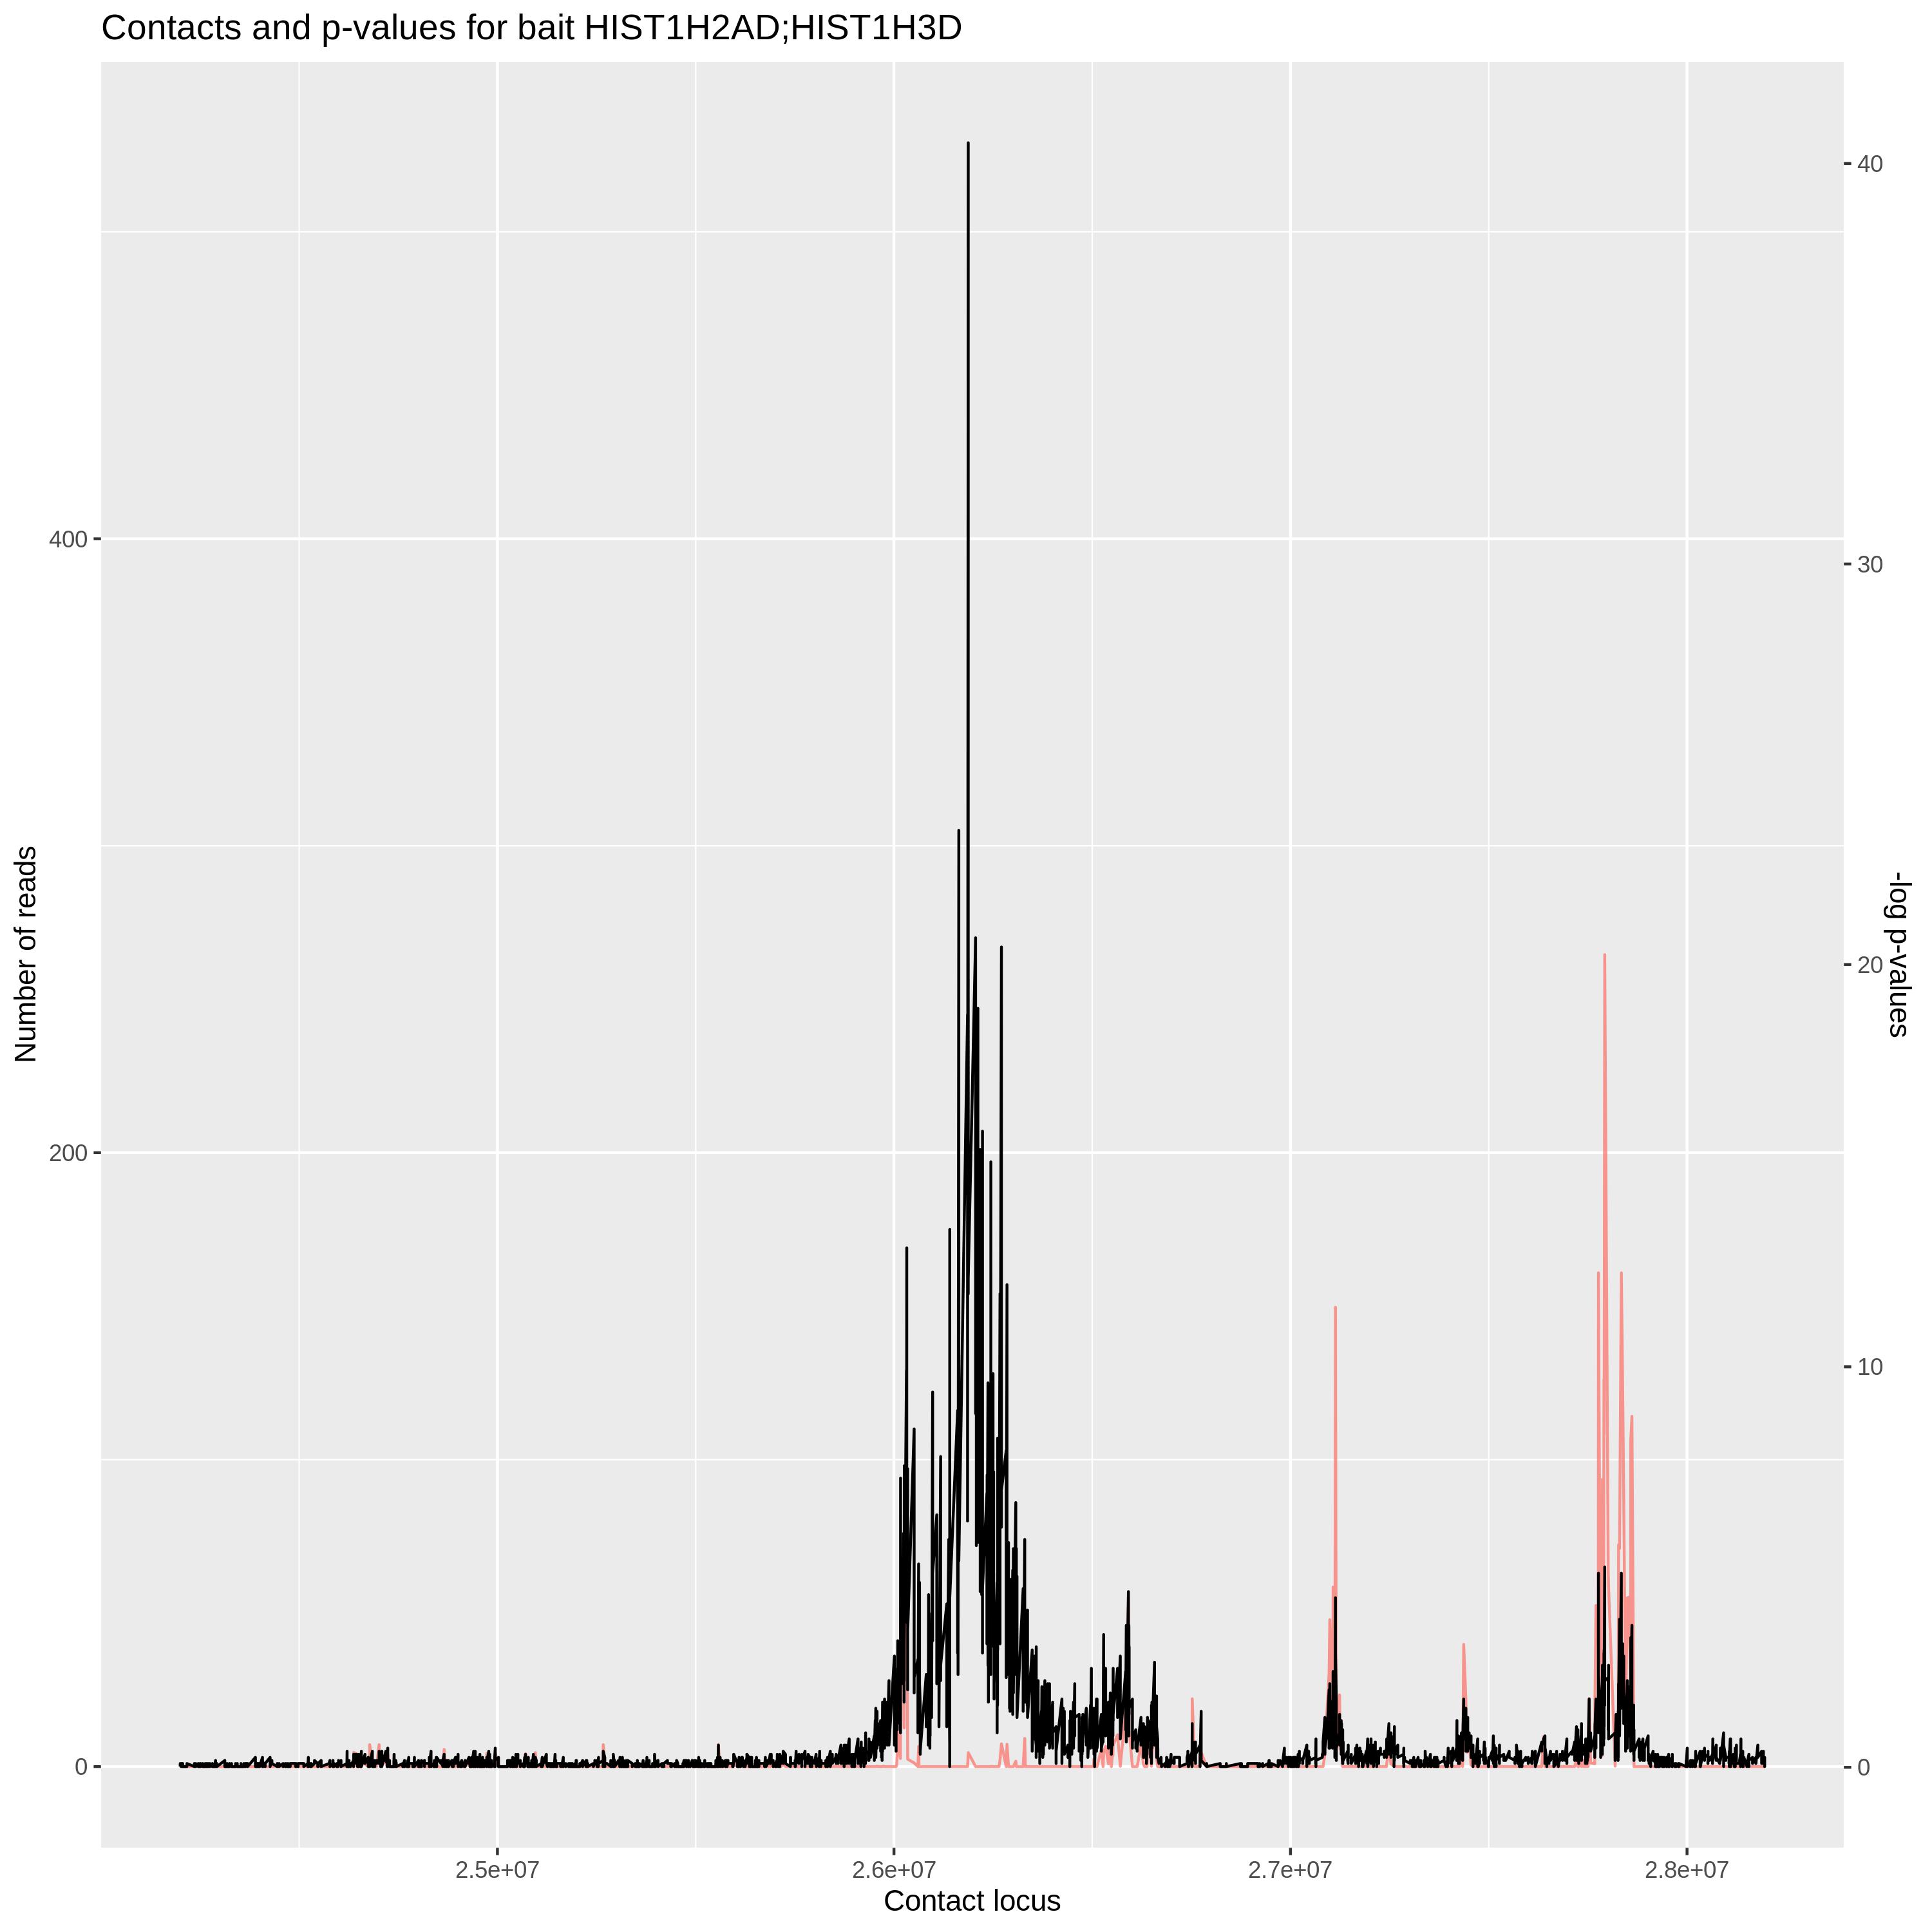 Contacts and p-values for bait HIST1H2AD;HIST1H3D
Number of reads
400
200
0
40
30
20
10
0
-log p-values
2.5e+07
2.6e+07
2.7e+07
2.8e+07
Contact locus